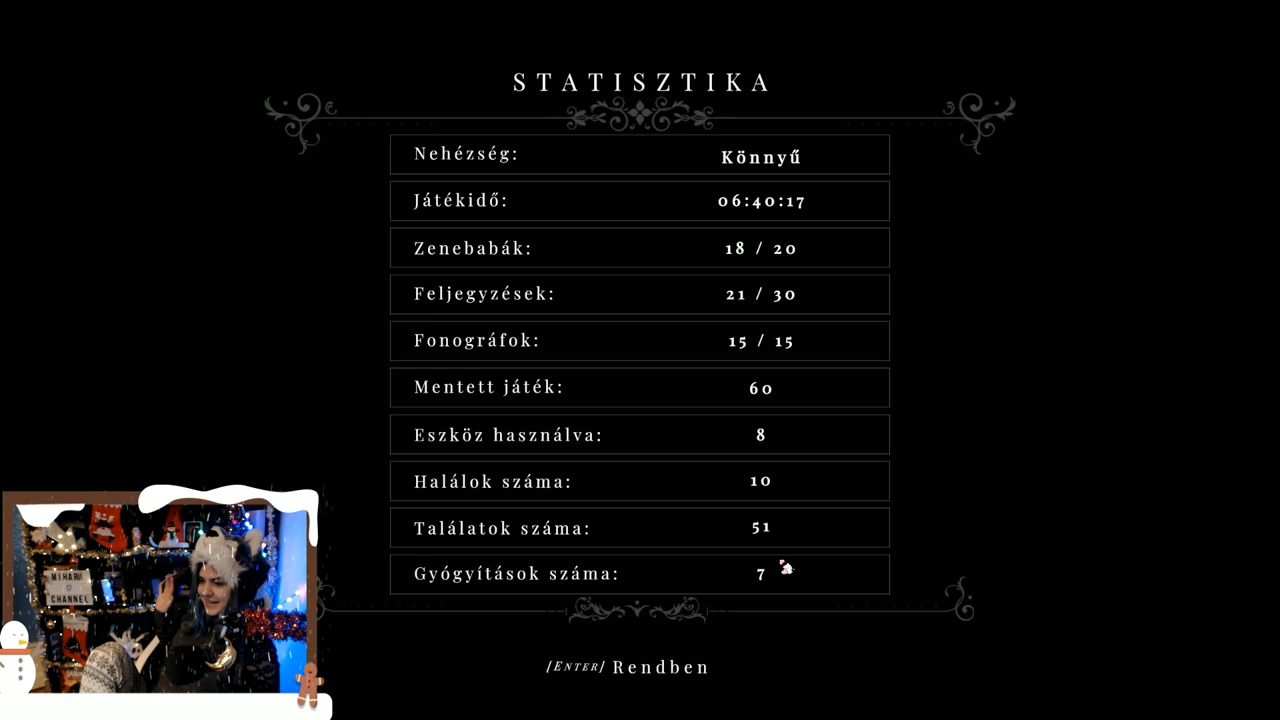 STATISZTIKA
Nehézség: Könnyű
Játékidő: 06:40:17
Zenebabák: 18 / 20
Feljegyzések: 21 / 30
Fonográfok: 15 / 15
Mentett játék: 60
Eszköz használva: 8
Halálok száma: 10
Találatok száma: 51
Gyógyítások száma: 7
/ENTER/ Rendben
MIHARU
CHANNEL